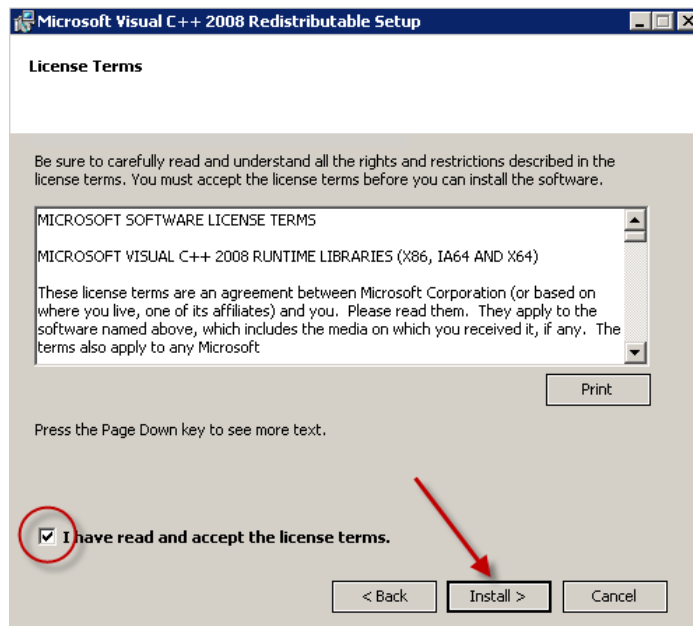 Microsoft Visual C++ 2008 Redistributable Setup
License Terms
Be sure to carefully read and understand all the rights and restrictions described in the
license terms. You must accept the license terms before you can install the software.
MICROSOFT SOFTWARE LICENSE TERMS
MICROSOFT VISUAL C++ 2008 RUNTIME LIBRARIES (X86, IA64 AND X64)
These license terms are an agreement between Microsoft Corporation (or based on
where you live, one of its affiliates) and you.  Please read them.  They apply to the
software named above, which includes the media on which you received it, if any.  The
terms also apply to any Microsoft
Print
Press the Page Down key to see more text.
I have read and accept the license terms.
< Back
Install >
Cancel